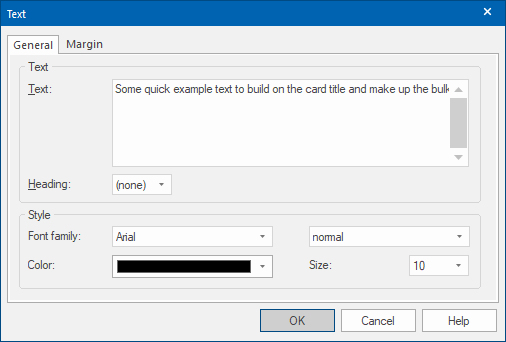 Text
General Margin
Text
Text: Some quick example text to build on the card title and make up the bulk
Heading: (none)
Style
Font family: Arial normal
Color: Size: 10
OK Cancel Help